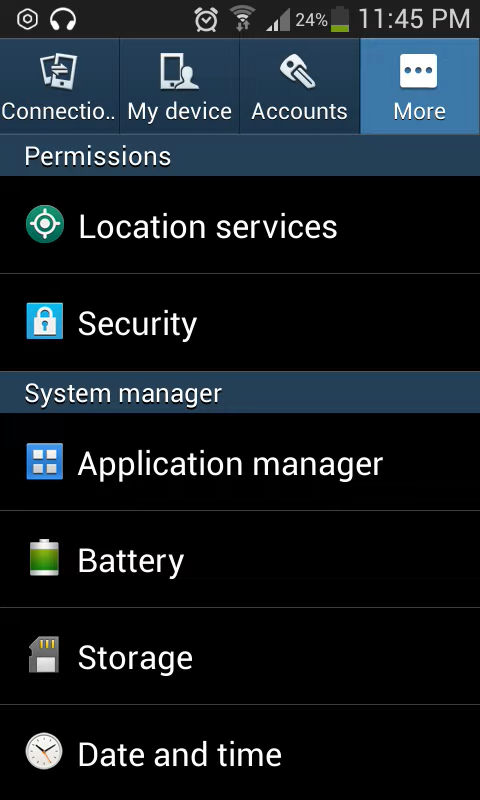 24% 11:45 PM
Connectio.. My device Accounts More
Permissions
Location services
Security
System manager
Application manager
Battery
Storage
Date and time